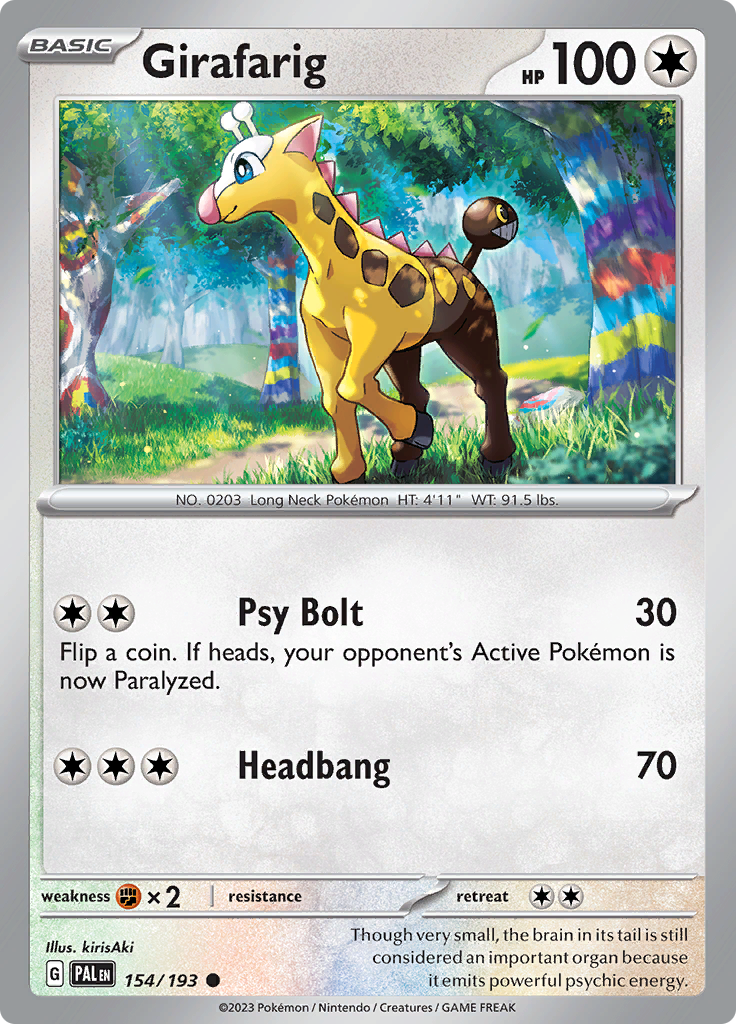 BASIC
Girafarig
HP 100
NO. 0203 Long Neck Pokémon HT: 4'11" WT: 91.5 lbs.
Psy Bolt 30
Flip a coin. If heads, your opponent's Active Pokémon is
now Paralyzed.
Headbang 70
weakness ×2 resistance retreat
Illus. kirisAki
Though very small, the brain in its tail is still
considered an important organ because
it emits powerful psychic energy.
G PAL EN 154/193
©2023 Pokémon / Nintendo / Creatures / GAME FREAK